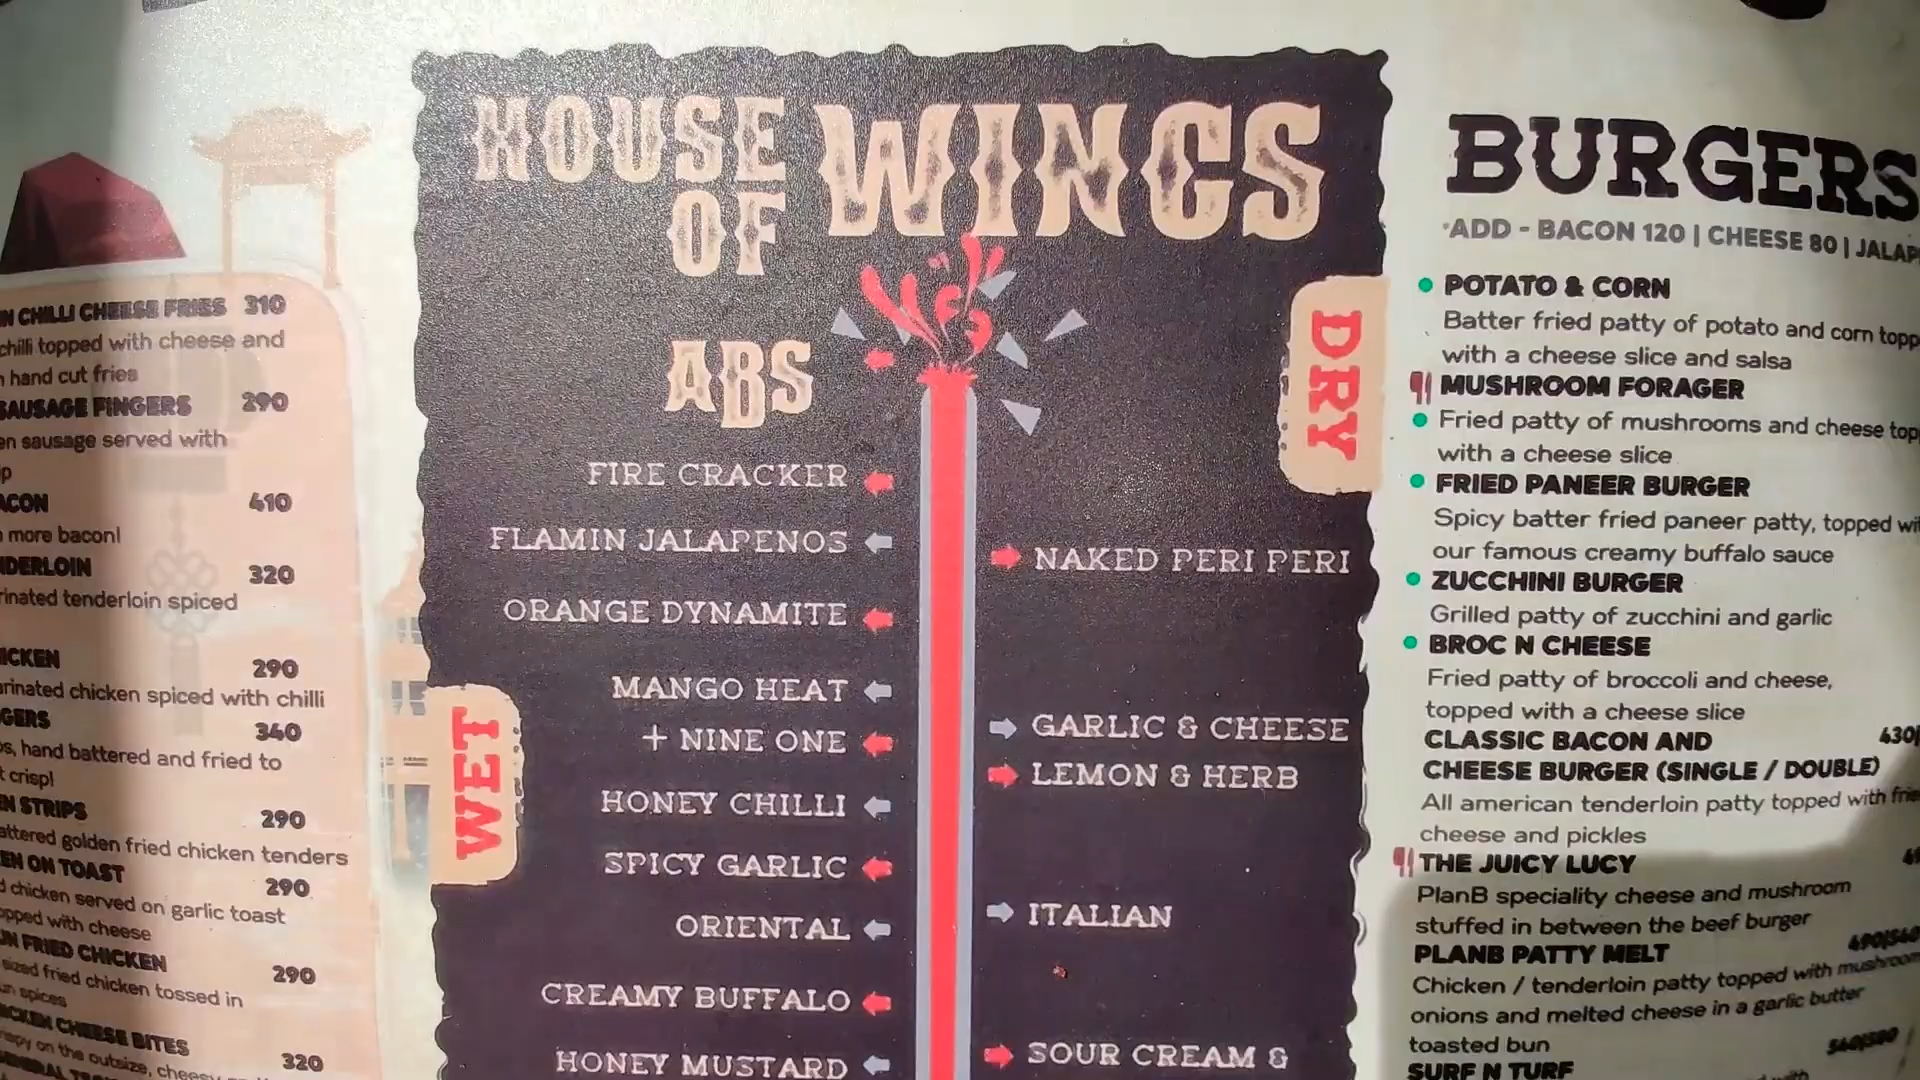 CHILLI CHEESE FRIES 310
chilli topped with cheese and
hand cut fries
SAUSAGE FINGERS 290
sausage served with
410
more bacon!
320
tenderloin spiced
290
chicken spiced with chilli
340
hand battered and fried to
crisp!
STRIPS 290
golden fried chicken tenders
ON TOAST 290
chicken served on garlic toast
with cheese
FRIED CHICKEN 290
sized fried chicken tossed in
spices
CHEESE BITES 320
on the outsize,
HOUSE
OF
WINGS
ABS
FIRE CRACKER
FLAMIN JALAPENOS
ORANGE DYNAMITE
MANGO HEAT
+ NINE ONE
HONEY CHILLI
SPICY GARLIC
ORIENTAL
CREAMY BUFFALO
HONEY MUSTARD
WET
DRY
NAKED PERI PERI
GARLIC & CHEESE
LEMON & HERB
ITALIAN
SOUR CREAM &
BURGERS
*ADD - BACON 120 | CHEESE 80 |
POTATO & CORN
Batter fried patty of potato and corn
with a cheese slice and salsa
MUSHROOM FORAGER
Fried patty of mushrooms and cheese
with a cheese slice
FRIED PANEER BURGER
Spicy batter fried paneer patty, topped
our famous creamy buffalo sauce
ZUCCHINI BURGER
Grilled patty of zucchini and garlic
BROC N CHEESE
Fried patty of broccoli and cheese,
topped with a cheese slice
CLASSIC BACON AND 430|
CHEESE BURGER (SINGLE / DOUBLE)
All american tenderloin patty topped with
cheese and pickles
THE JUICY LUCY
PlanB speciality cheese and mushroom
stuffed in between the beef burger
PLANB PATTY MELT 490|540
Chicken / tenderloin patty topped with mushroom
onions and melted cheese in a garlic butter
toasted bun
SURF N TURF 540|580